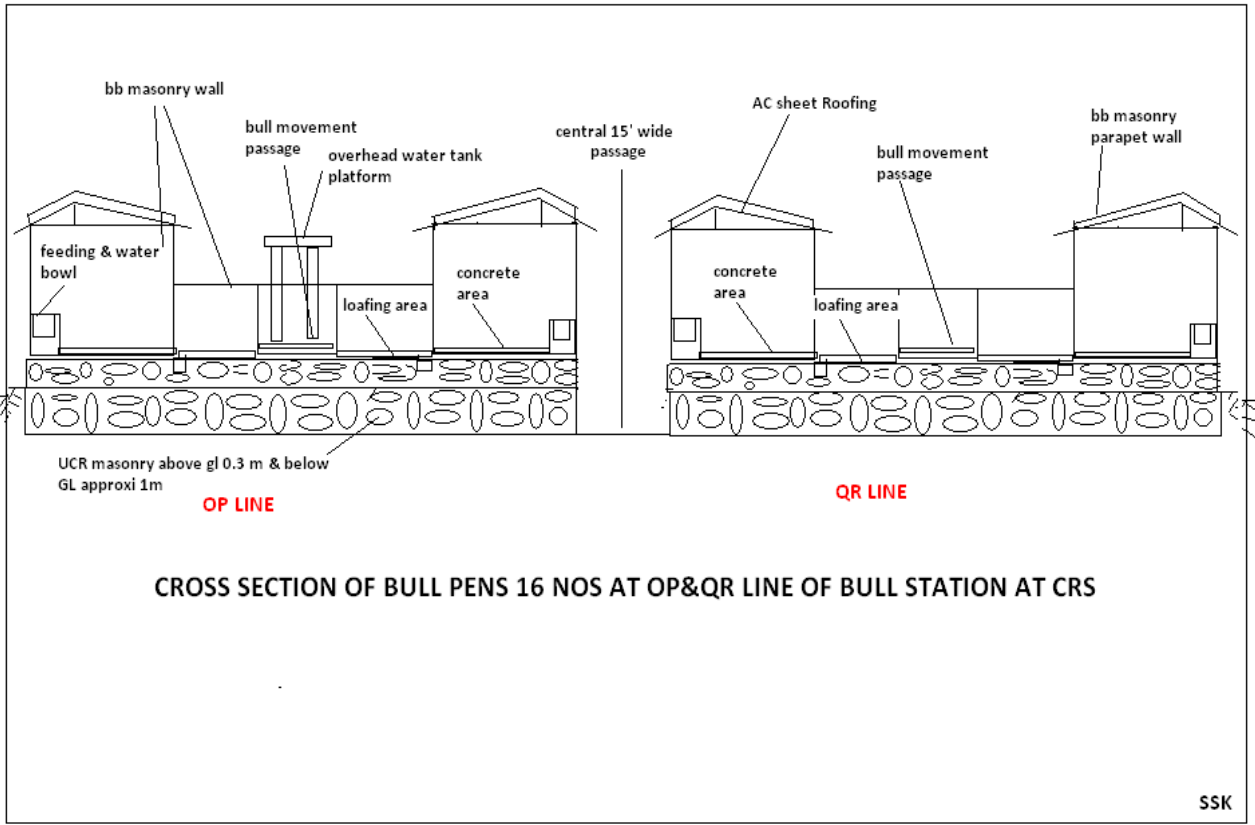 bb masonry wall
bull movement
passage
overhead water tank
platform
central 15' wide
passage
AC sheet Roofing
bull movement
passage
bb masonry
parapet wall
feeding & water
bowl
loafing area
concrete
area
concrete
area
loafing area
UCR masonry above gl 0.3 m & below
GL approxi 1m
OP LINE
QR LINE
CROSS SECTION OF BULL PENS 16 NOS AT OP&QR LINE OF BULL STATION AT CRS
SSK